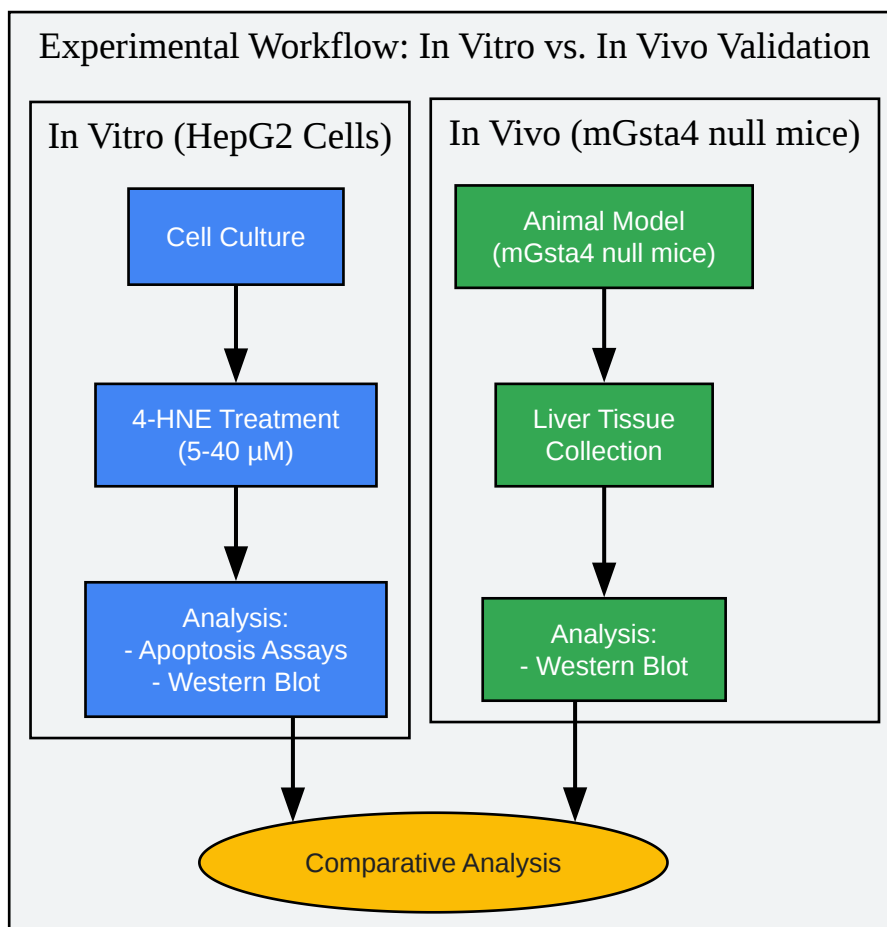 Experimental Workflow: In Vitro vs. In Vivo Validation
In Vitro (HepG2 Cells)
Cell Culture
4-HNE Treatment
(5-40 µM)
Analysis:
- Apoptosis Assays
- Western Blot
In Vivo (mGsta4 null mice)
Animal Model
(mGsta4 null mice)
Liver Tissue
Collection
Analysis:
- Western Blot
Comparative Analysis